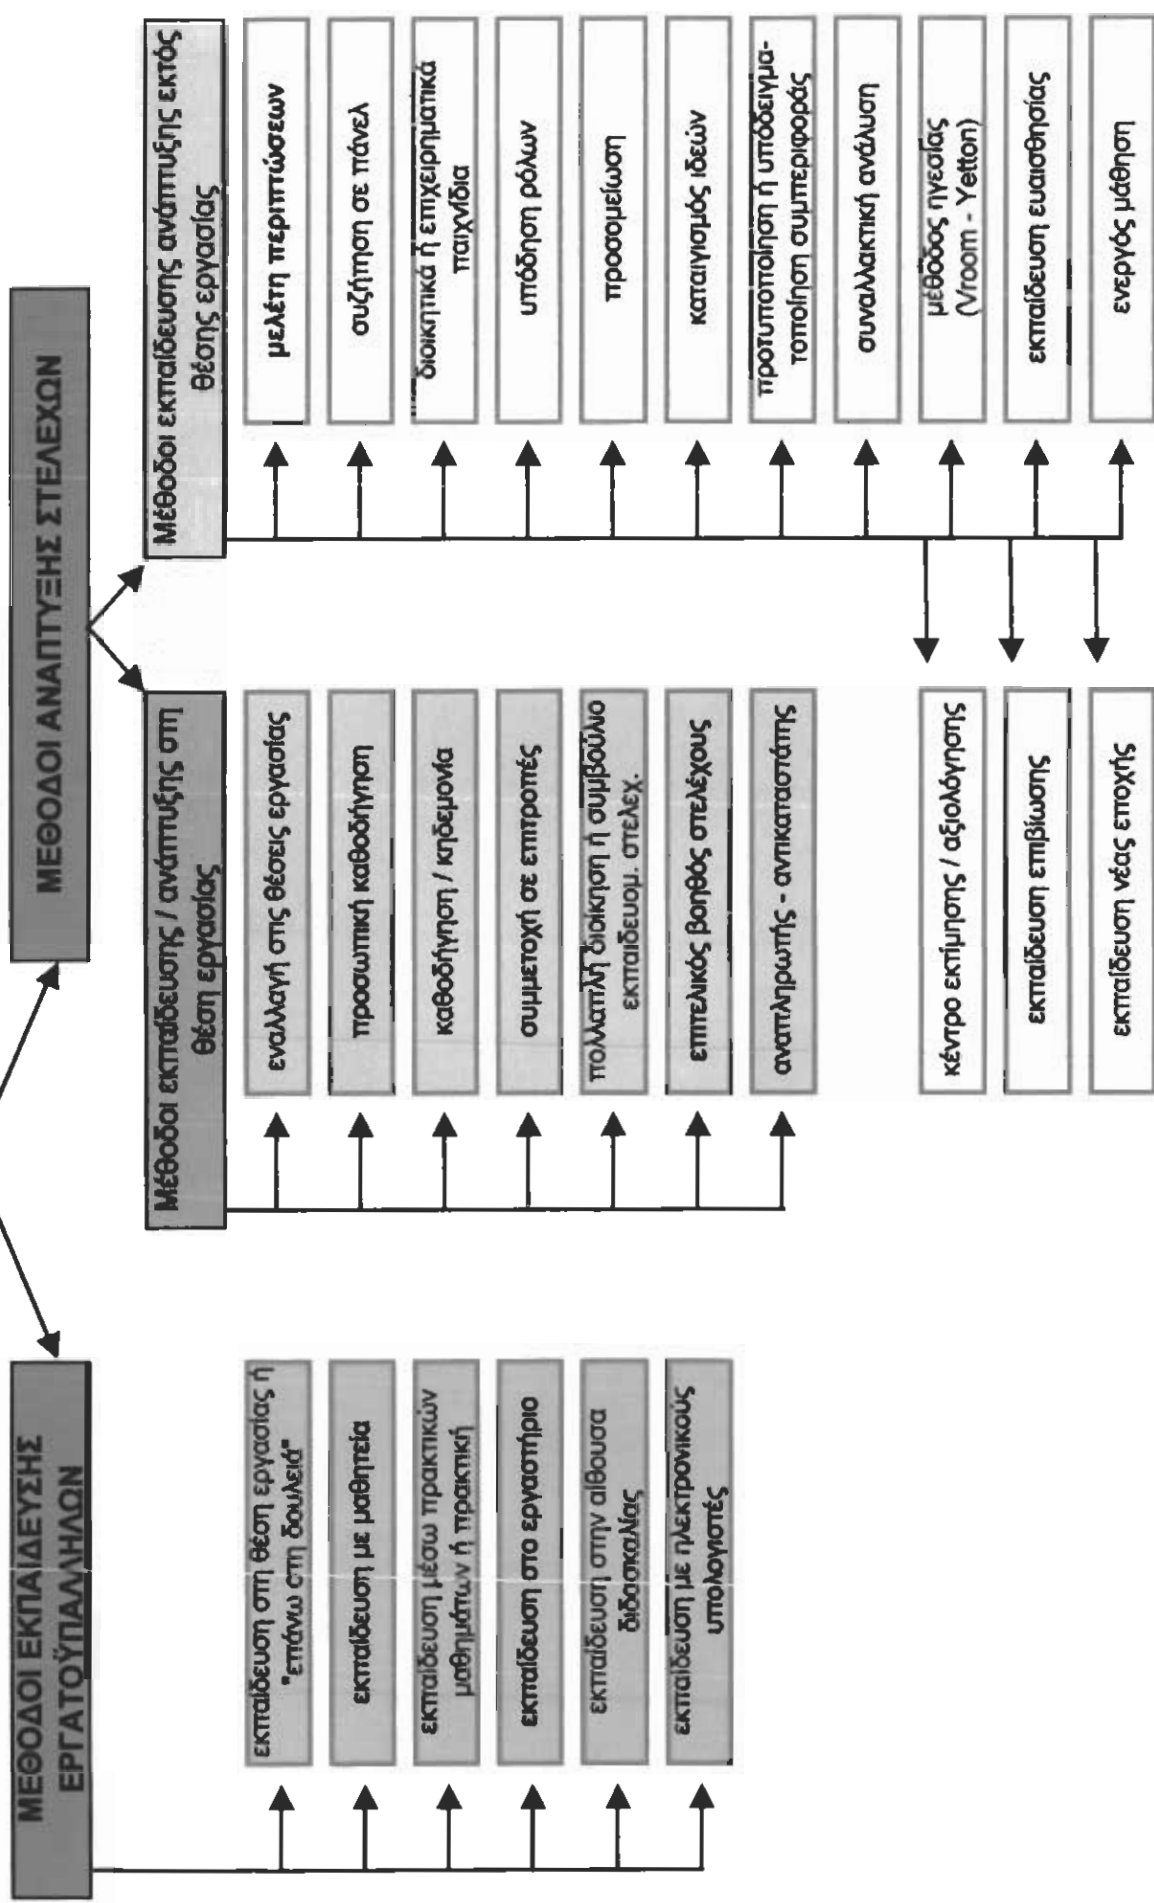 ΜΕΘΟΔΟΙ ΕΚΠΑΙΔΕΥΣΗΣ
ΕΡΓΑΤΟΫΠΑΛΛΗΛΩΝ
εκπαίδευση στη θέση εργασίας ή
"επάνω στη δουλειά"
εκπαίδευση με μαθητεία
εκπαίδευση μέσω πρακτικών
μαθημάτων ή πρακτική
εκπαίδευση στο εργαστήριο
εκπαίδευση στην αίθουσα
διδασκαλίας
εκπαίδευση με ηλεκτρονικούς
υπολογιστές
ΜΕΘΟΔΟΙ ΑΝΑΠΤΥΞΗΣ ΣΤΕΛΕΧΩΝ
Μέθοδοι εκπαίδευσης / ανάπτυξης στη
θέση εργασίας
εναλλαγή στις θέσεις εργασίας
προσωπική καθοδήγηση
καθοδήγηση / κηδεμονία
συμμετοχή σε επιτροπές
πολλαπλή διοίκηση ή συμβούλιο
εκπαιδευομ. στελεχ.
επιτελικός βοηθός στελέχους
αναπληρωτής - αντικαταστάτης
Μέθοδοι εκπαίδευσης ανάπτυξης εκτός
θέσης εργασίας
μελέτη περιπτώσεων
συζήτηση σε πάνελ
διοικητικά ή επιχειρηματικά
παιχνίδια
υπόδηση ρόλων
προσομείωση
καταιγισμός ιδεών
προτυποποίηση ή υπόδειγμα-
τοποίηση συμπεριφοράς
συναλλακτική ανάλυση
μέθοδος ηγεσίας
(Vroom - Yetton)
εκπαίδευση ευαισθησίας
ενεργός μάθηση
κέντρο εκτίμησης / αξιολόγησης
εκπαίδευση επιβίωσης
εκπαίδευση νέας εποχής